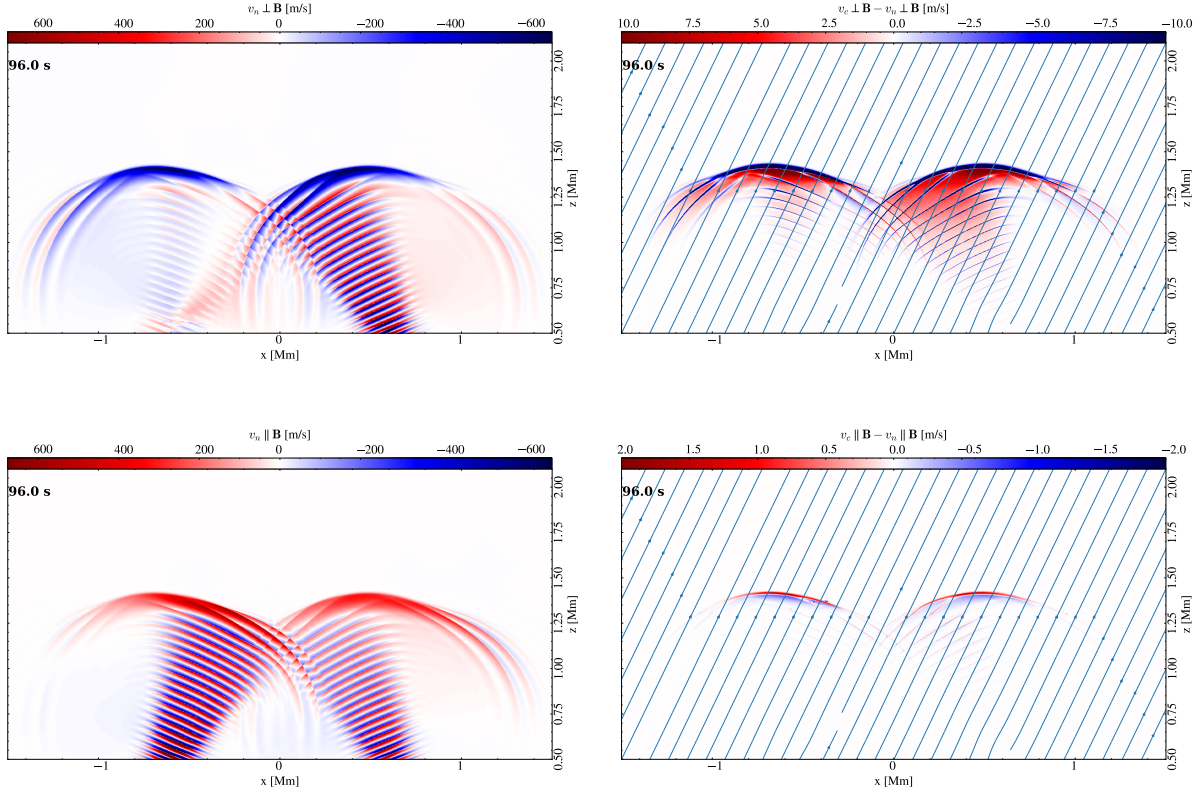 v_n ⊥ B [m/s]
600 400 200 0 −200 −400 −600
96.0 s
2.00
1.75
1.50
1.25
1.00
0.75
0.50
z [Mm]
−1 0 1
x [Mm]
v_c ⊥ B − v_n ⊥ B [m/s]
10.0 7.5 5.0 2.5 0.0 −2.5 −5.0 −7.5 −10.0
96.0 s
2.00
1.75
1.50
1.25
1.00
0.75
0.50
z [Mm]
−1 0 1
x [Mm]
v_n ∥ B [m/s]
600 400 200 0 −200 −400 −600
96.0 s
2.00
1.75
1.50
1.25
1.00
0.75
0.50
z [Mm]
−1 0 1
x [Mm]
v_c ∥ B − v_n ∥ B [m/s]
2.0 1.5 1.0 0.5 0.0 −0.5 −1.0 −1.5 −2.0
96.0 s
2.00
1.75
1.50
1.25
1.00
0.75
0.50
z [Mm]
−1 0 1
x [Mm]